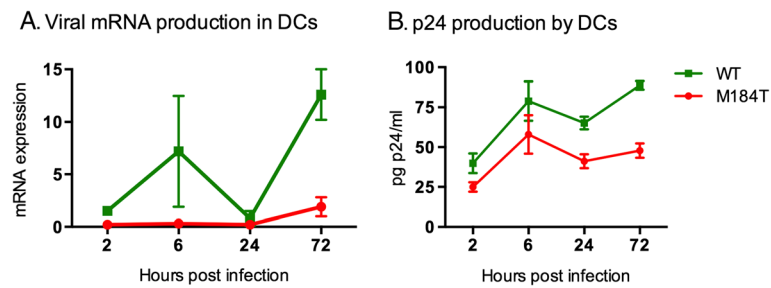 A. Viral mRNA production in DCs
mRNA expression
15
10
5
0
2 6 24 72
Hours post infection
B. p24 production by DCs
pg p24/ml
100
75
50
25
0
2 6 24 72
Hours post infection
WT
M184T